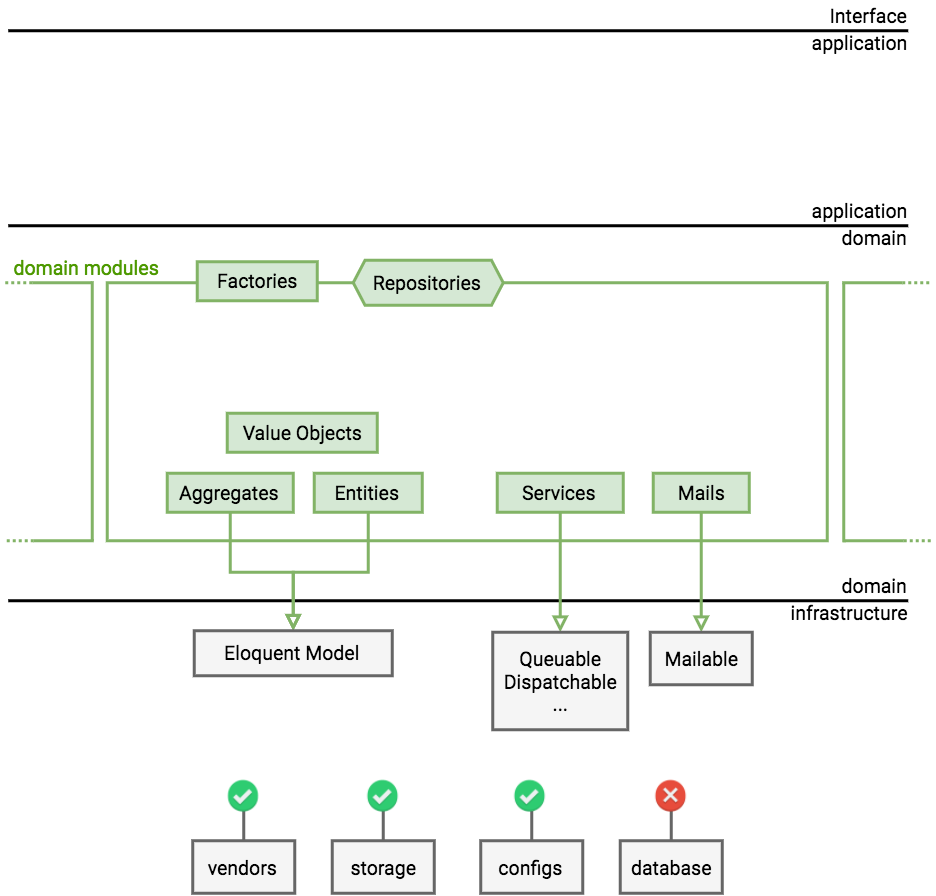 Interface
application
application
domain
domain modules
Factories
Repositories
Value Objects
Aggregates
Entities
Services
Mails
domain
infrastructure
Eloquent Model
Queuable
Dispatchable
...
Mailable
vendors
storage
configs
database